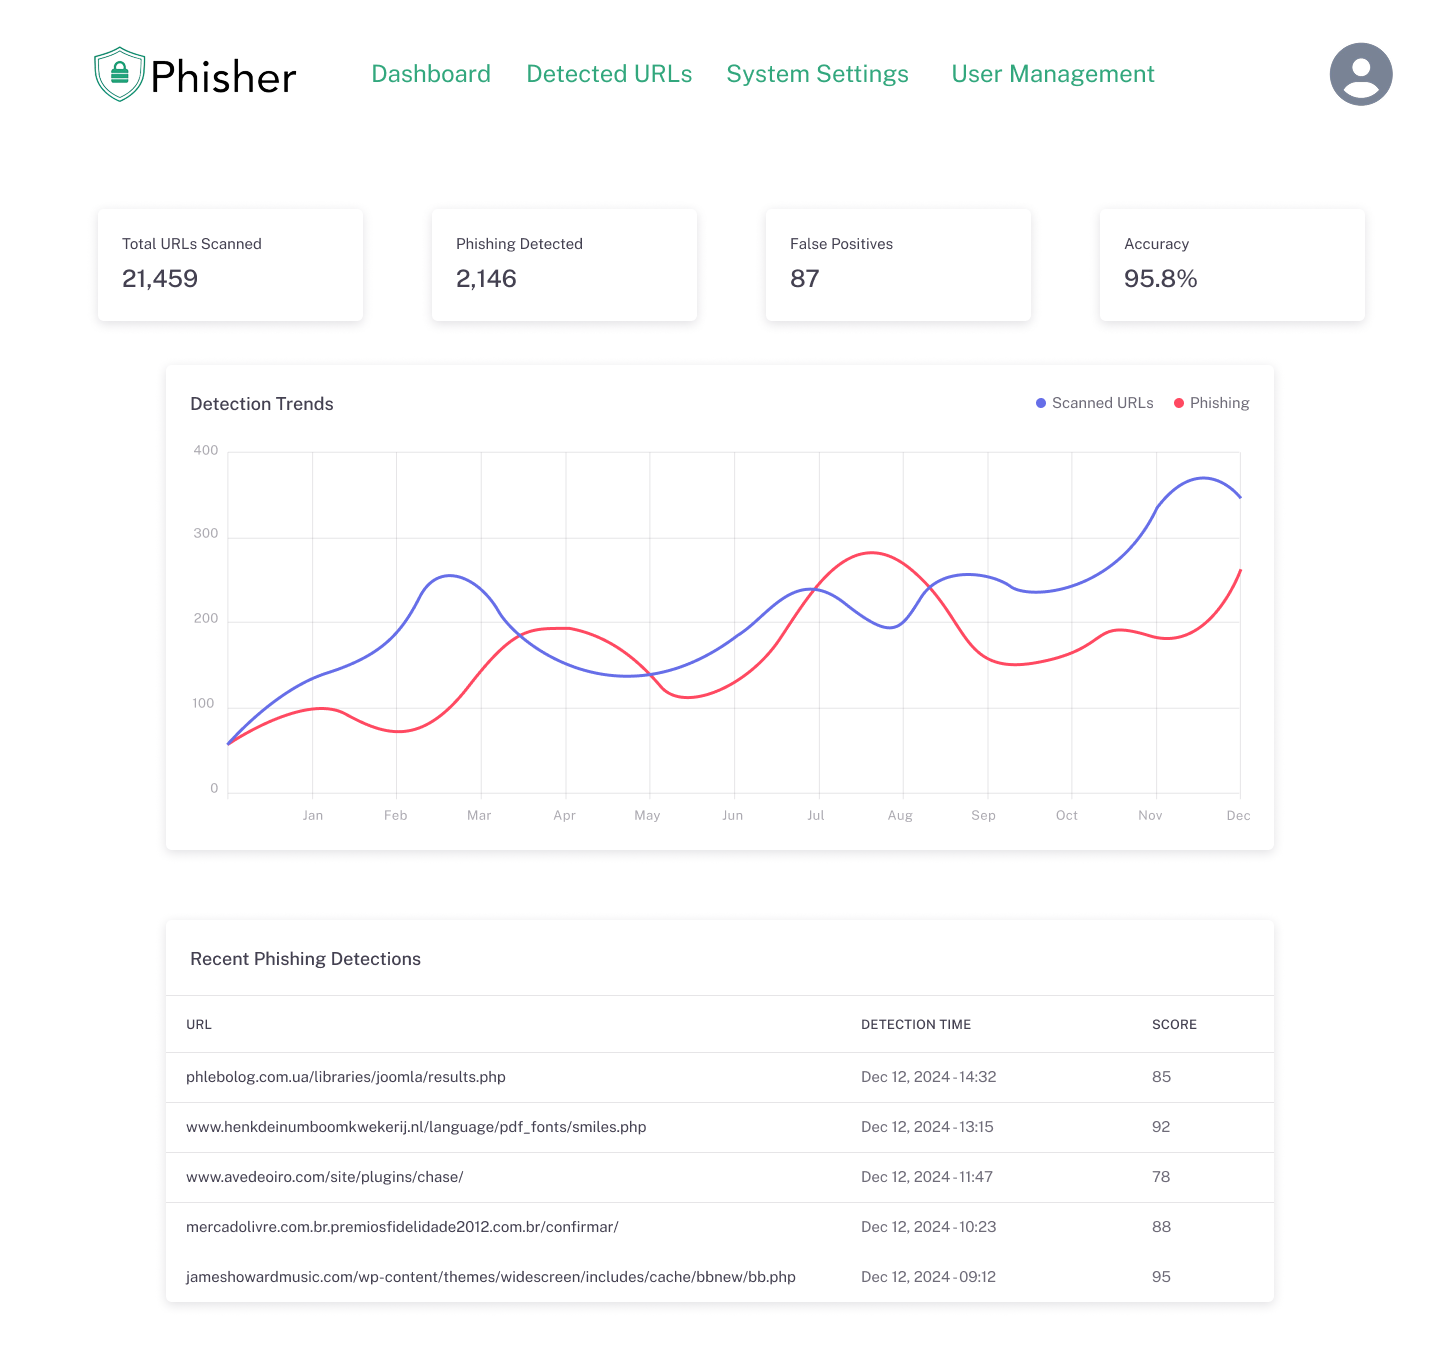 Phisher Dashboard Detected URLs System Settings User Management
Total URLs Scanned
21,459
Phishing Detected
2,146
False Positives
87
Accuracy
95.8%
Detection Trends
Scanned URLs Phishing
400
300
200
100
0
Jan Feb Mar Apr May Jun Jul Aug Sep Oct Nov Dec
Recent Phishing Detections
URL DETECTION TIME SCORE
phlebolog.com.ua/libraries/joomla/results.php Dec 12, 2024 - 14:32 85
www.henkdeinumboomkwekerij.nl/language/pdf_fonts/smiles.php Dec 12, 2024 - 13:15 92
www.avedeoiro.com/site/plugins/chase/ Dec 12, 2024 - 11:47 78
mercadolivre.com.br.premiosfidelidade2012.com.br/confirmar/ Dec 12, 2024 - 10:23 88
jameshowardmusic.com/wp-content/themes/widescreen/includes/cache/bbnew/bb.php Dec 12, 2024 - 09:12 95